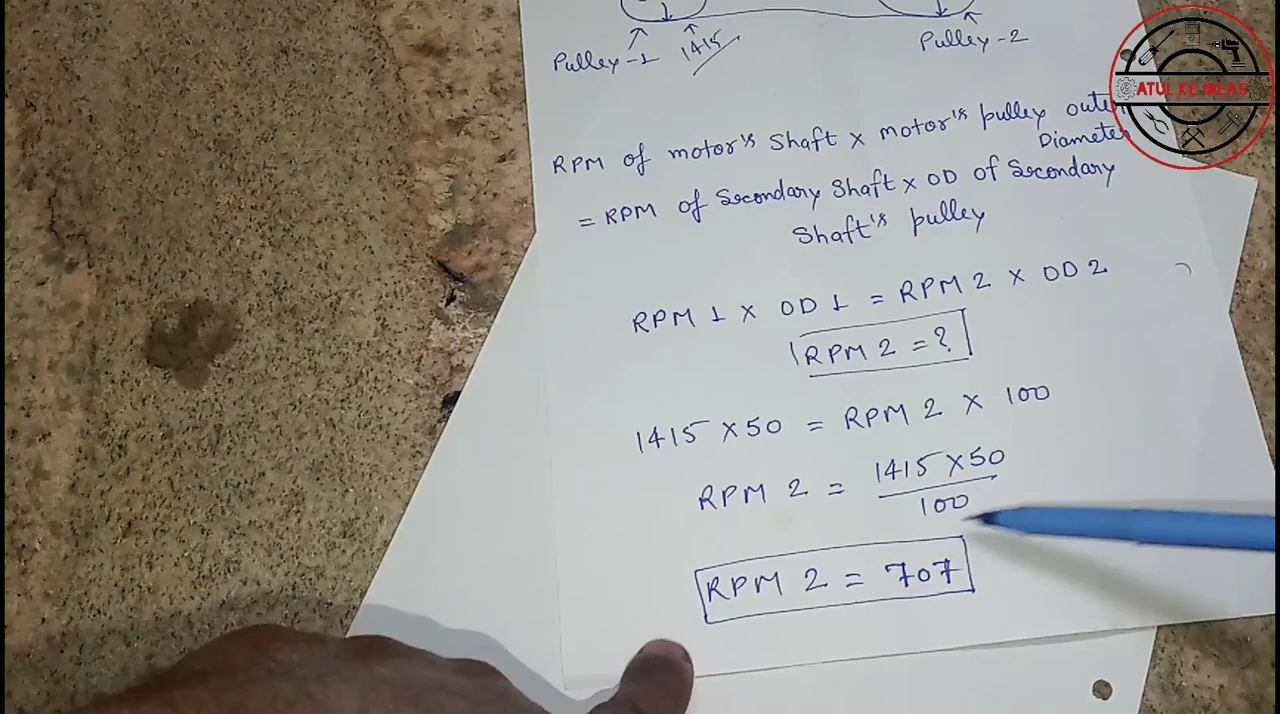 Pulley-1 1415 Pulley-2
ATUL KE IDEAS
RPM of motor's shaft x motor's pulley outer
Diameter
= RPM of Secondary Shaft x OD of Secondary
Shaft's pulley
RPM 1 x OD 1 = RPM 2 x OD 2
RPM 2 = ?
1415 x 50 = RPM 2 x 100
RPM 2 = 1415 x 50
100
RPM 2 = 707